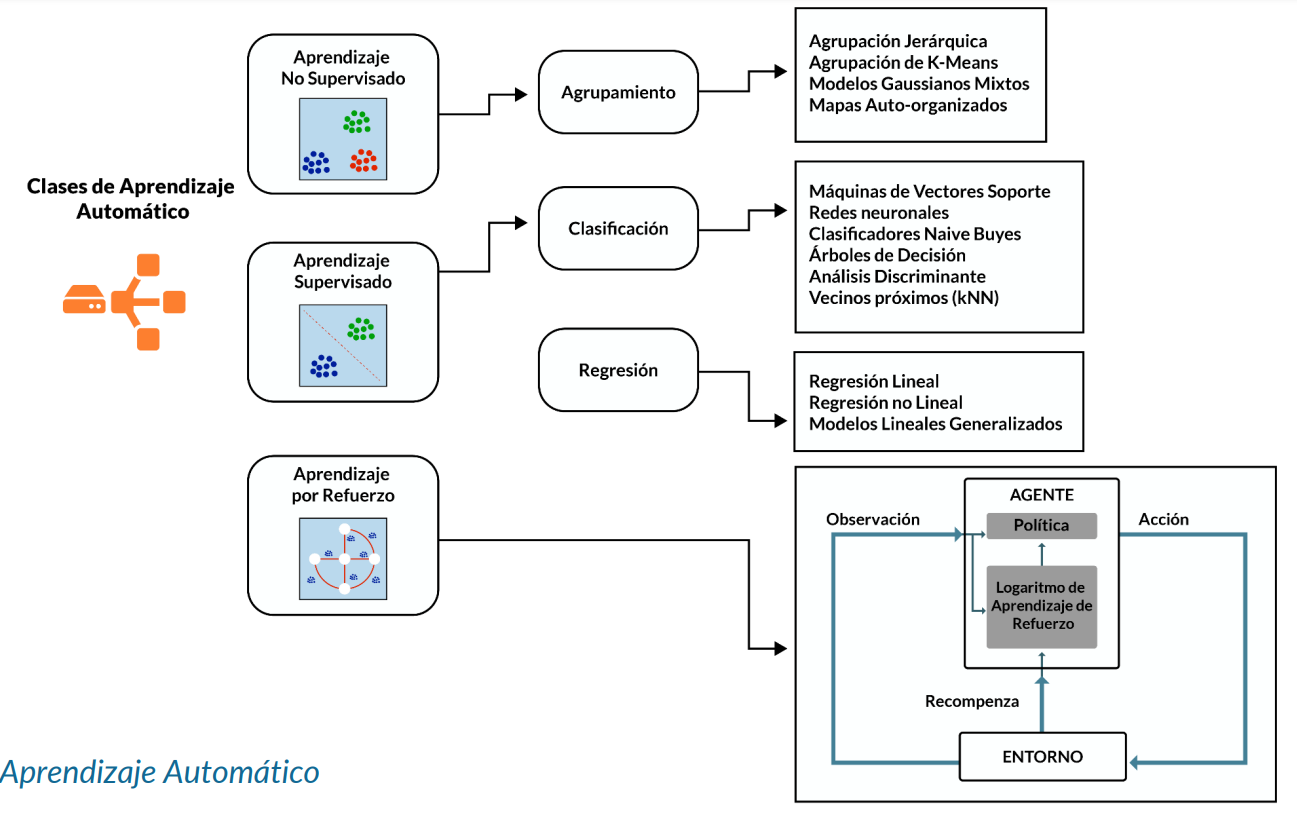 Clases de Aprendizaje
Automático
Aprendizaje
No Supervisado
Agrupamiento
Agrupación Jerárquica
Agrupación de K-Means
Modelos Gaussianos Mixtos
Mapas Auto-organizados
Aprendizaje
Supervisado
Clasificación
Máquinas de Vectores Soporte
Redes neuronales
Clasificadores Naive Buyes
Árboles de Decisión
Análisis Discriminante
Vecinos próximos (kNN)
Regresión
Regresión Lineal
Regresión no Lineal
Modelos Lineales Generalizados
Aprendizaje
por Refuerzo
AGENTE
Observación
Política
Acción
Logaritmo de
Aprendizaje de
Refuerzo
Recompenza
ENTORNO
Aprendizaje Automático